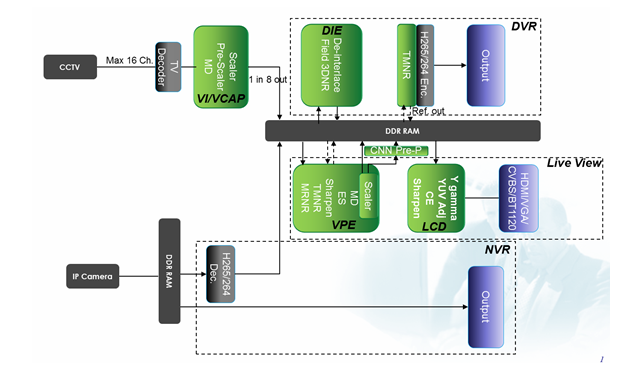 DVR
CCTV
Max 16 Ch.
TV
Decoder
Scaler
Pre-Scaler
MD
VI/VCAP
1 in 8 out
DIE
De-Interlace
Field 3DNR
TMNR
H265/264 Enc.
Ref. out
Output
DDR RAM
CNN Pre-P
Live View
Scaler
MD
ES
Sharpen
TMNR
MRNR
VPE
Y gamma
YUV Adj
CE
Sharpen
LCD
HDMI/VGA/
CVBS/BT1120
IP Camera
DDR RAM
H265/264
Dec.
NVR
Output
1